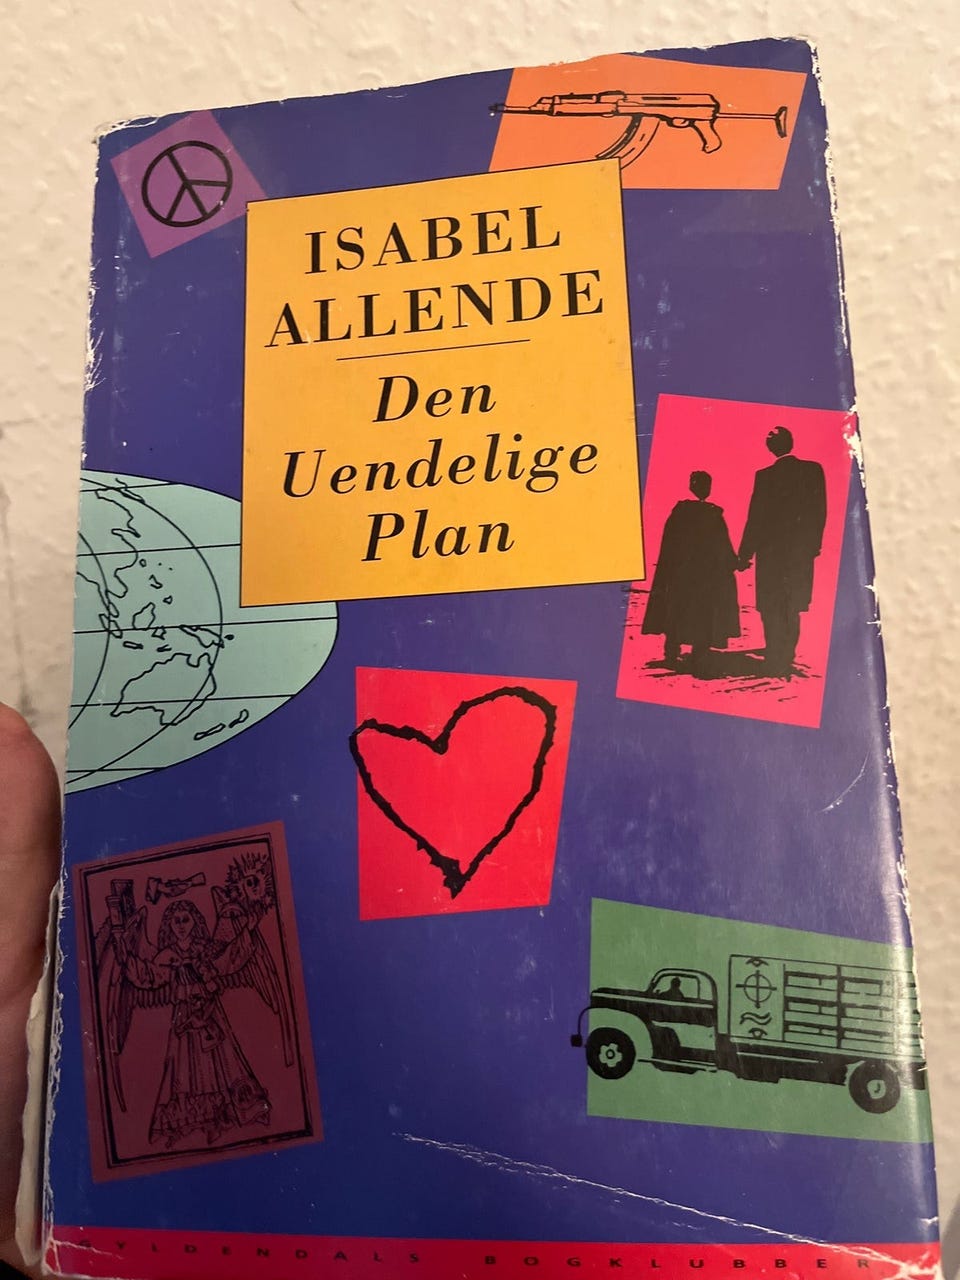 ISABEL
ALLENDE
Den
Uendelige
Plan
GYLDENDALS BOGKLUBBER